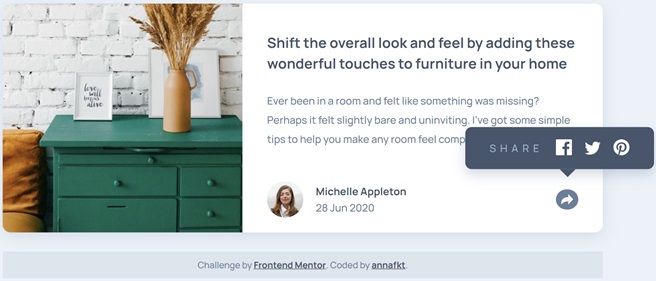 Shift the overall look and feel by adding these
wonderful touches to furniture in your home
Ever been in a room and felt like something was missing?
Perhaps it felt slightly bare and uninviting. I've got some simple
tips to help you make any room feel comp
SHARE
Michelle Appleton
28 Jun 2020
love
will
keep us
alive
Challenge by Frontend Mentor. Coded by annafkt.